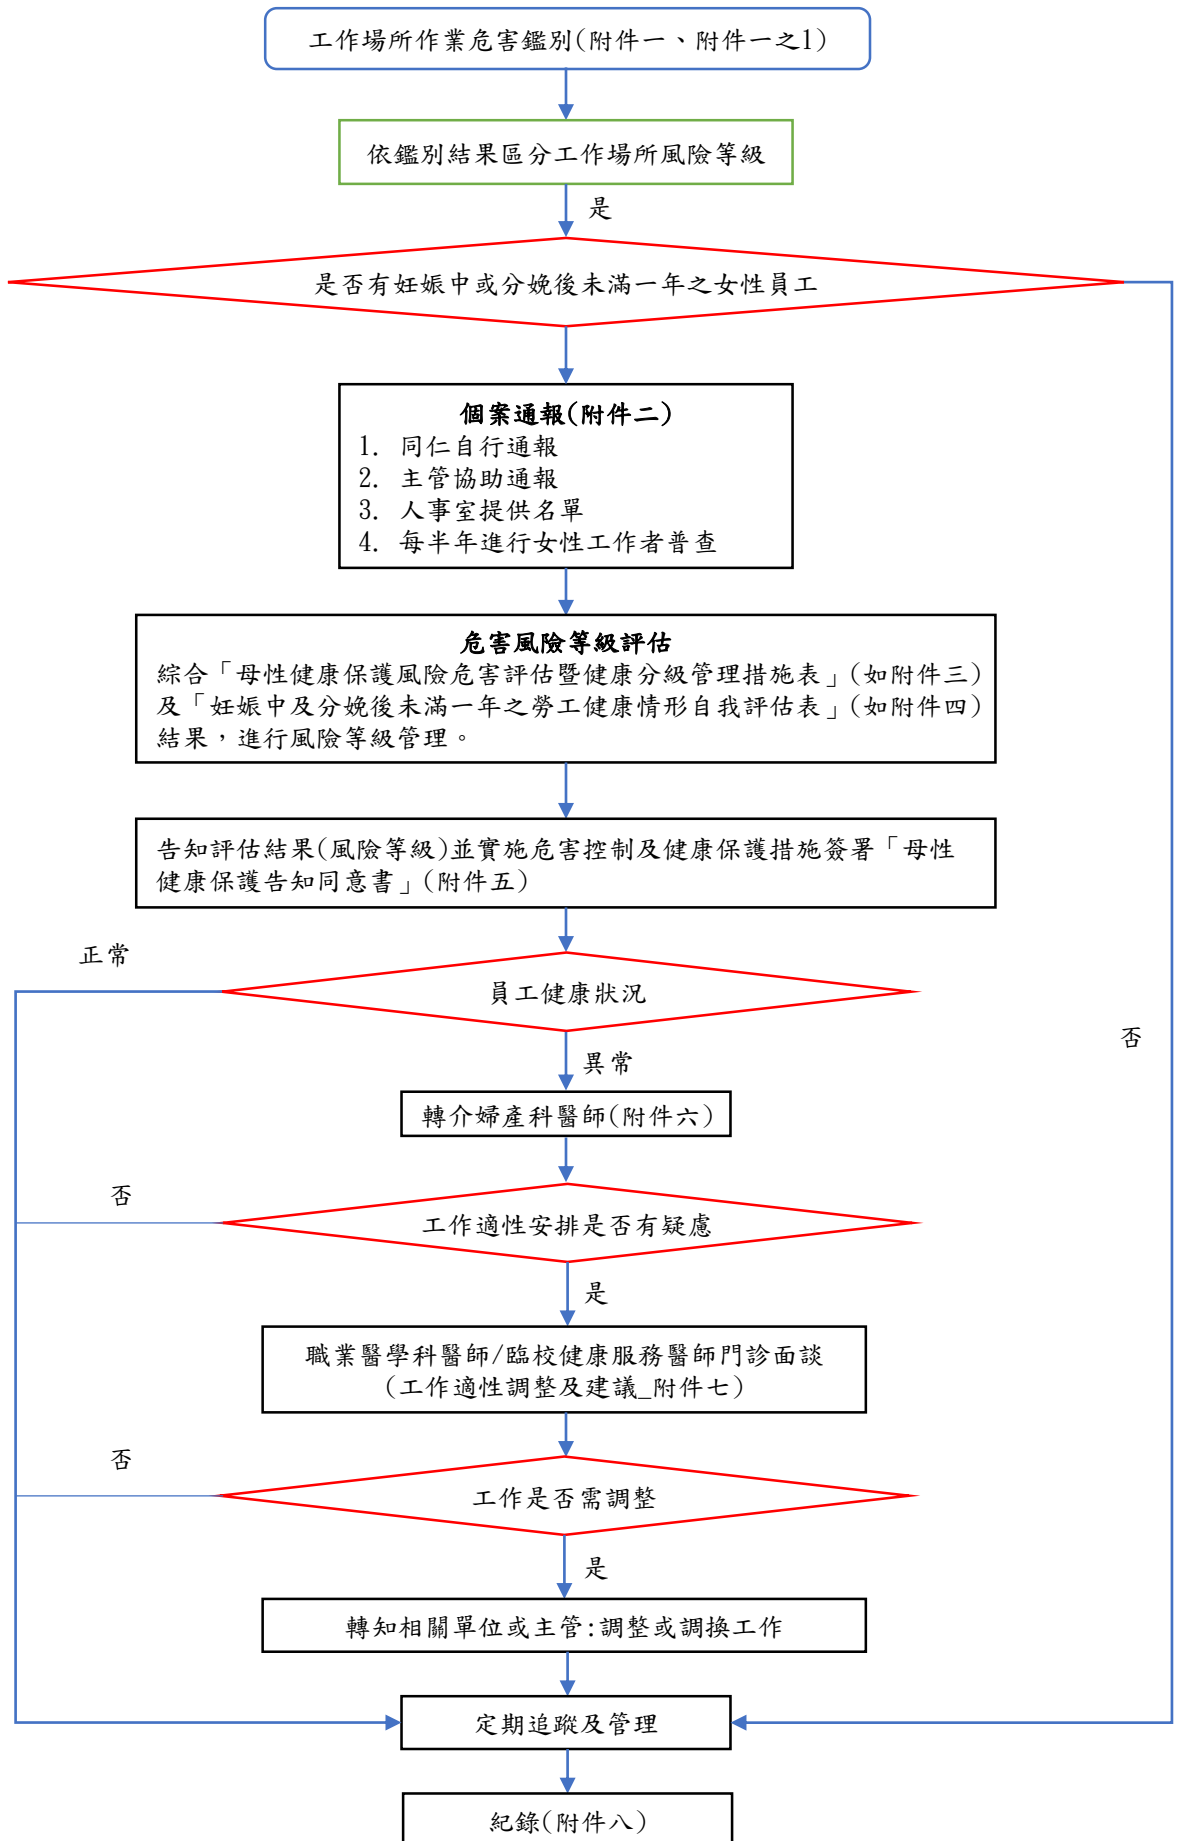 工作場所作業危害鑑別(附件一、附件一之1)
依鑑別結果區分工作場所風險等級
是
是否有妊娠中或分娩後未滿一年之女性員工
個案通報(附件二)
1. 同仁自行通報
2. 主管協助通報
3. 人事室提供名單
4. 每半年進行女性工作者普查
危害風險等級評估
綜合「母性健康保護風險危害評估暨健康分級管理措施表」(如附件三)
及「妊娠中及分娩後未滿一年之勞工健康情形自我評估表」(如附件四)
結果，進行風險等級管理。
告知評估結果(風險等級)並實施危害控制及健康保護措施簽署「母性
健康保護告知同意書」(附件五)
正常
員工健康狀況
否
異常
轉介婦產科醫師(附件六)
否
工作適性安排是否有疑慮
是
職業醫學科醫師/臨校健康服務醫師門診面談
(工作適性調整及建議_附件七)
否
工作是否需調整
是
轉知相關單位或主管:調整或調換工作
定期追蹤及管理
紀錄(附件八)